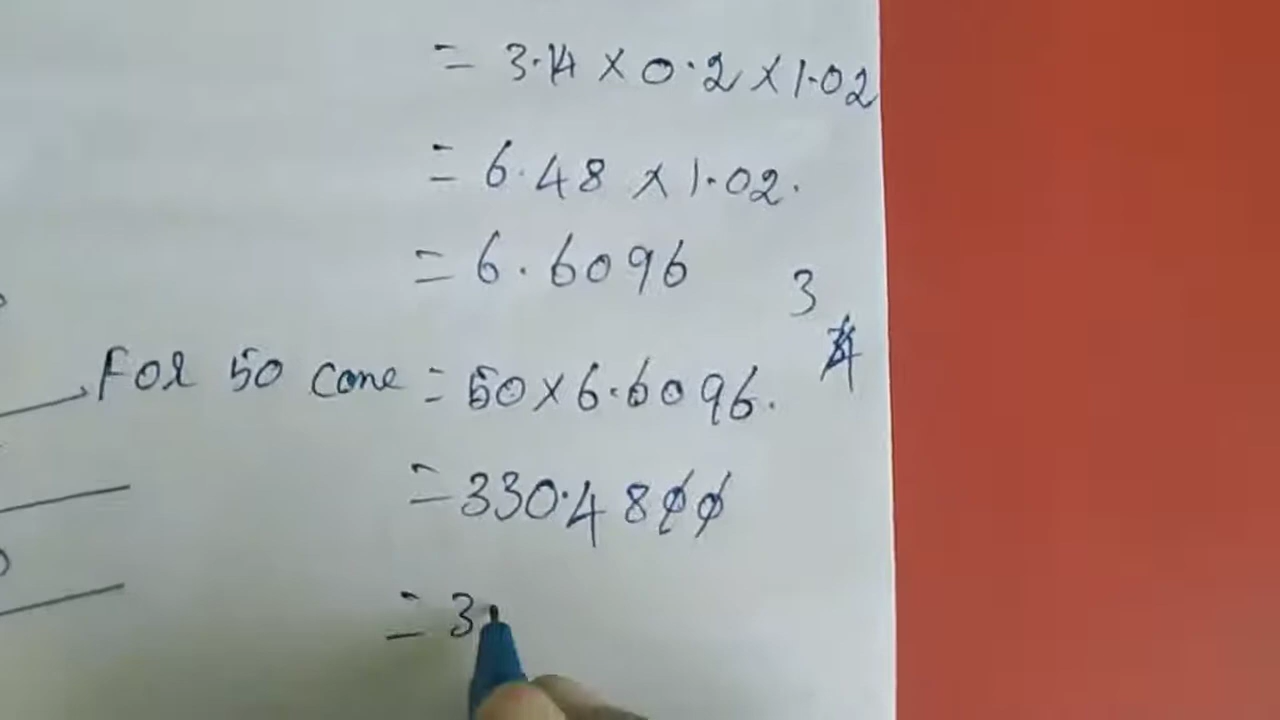 = 3.14 × 0.2 × 1.02
= 6.48 × 1.02.
= 6.6096
3
4
For 50 cone = 50 × 6.6096.
= 330.4800
= 3